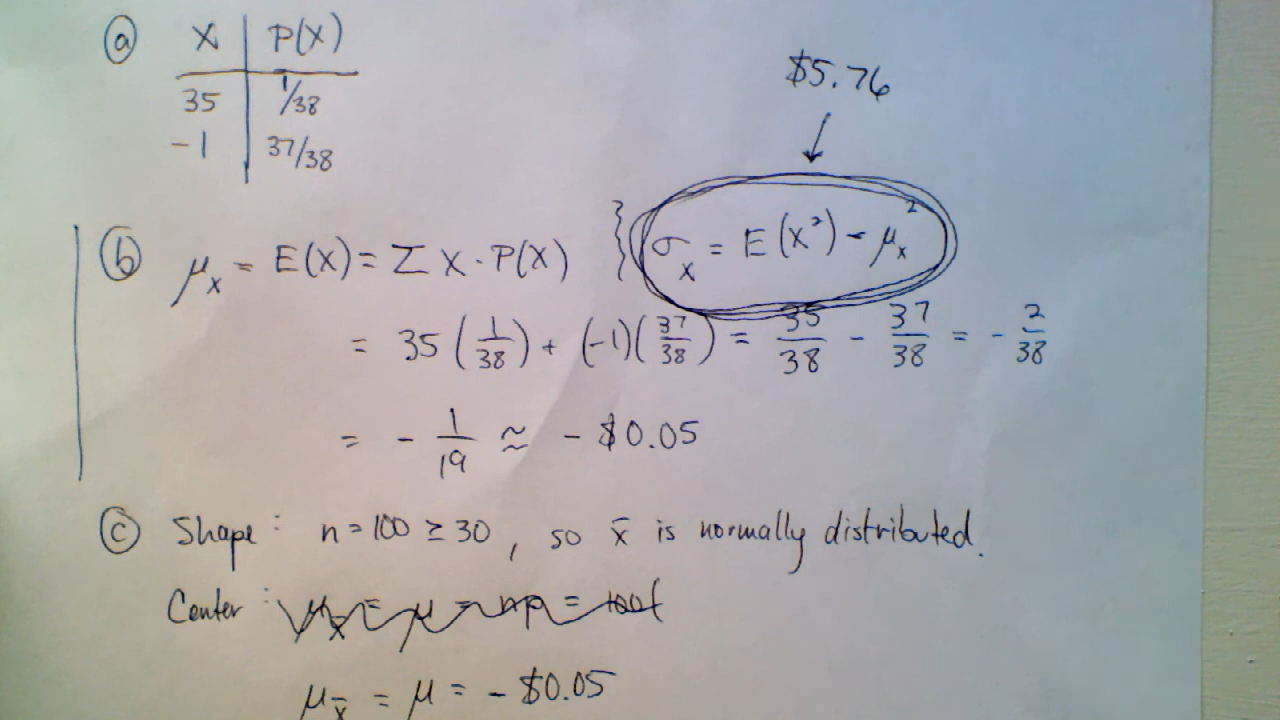 ⓐ X | P(X)
$5.76
35 | 1/38
-1 | 37/38
ⓑ μₓ = E(X) = Σ X · P(X) } σₓ = E(X²) - μₓ²
= 35 (1/38) + (-1)(37/38) = 35/38 - 37/38 = - 2/38
= - 1/19 ≈ - $0.05
ⓒ Shape: n = 100 ≥ 30, so x̄ is normally distributed.
Center:
μ_x̄ = μ = - $0.05